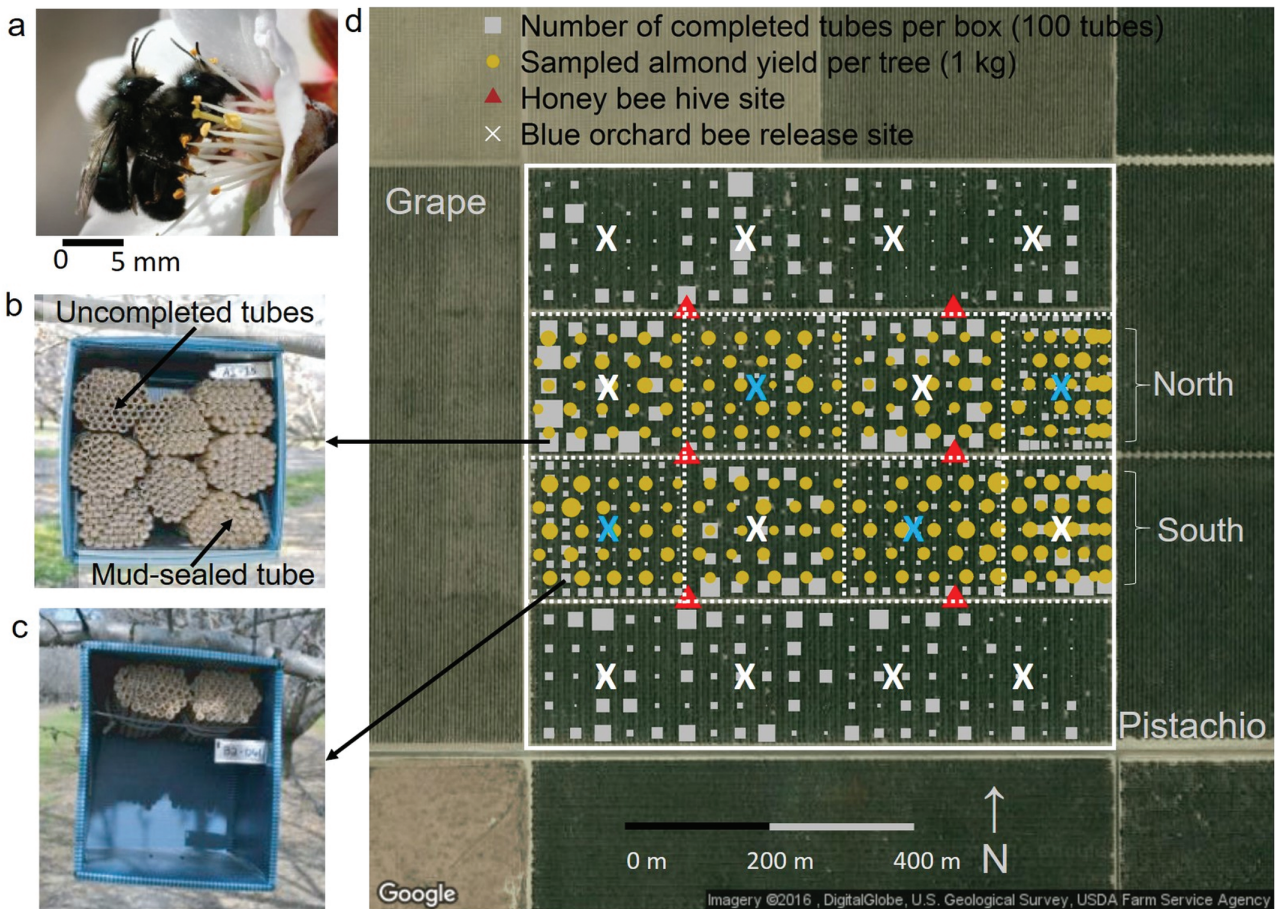 a
0 5 mm
b
Uncompleted tubes
A2-15
Mud-sealed tube
c
d
Number of completed tubes per box (100 tubes)
Sampled almond yield per tree (1 kg)
Honey bee hive site
Blue orchard bee release site
Grape
North
South
Pistachio
0 m 200 m 400 m
N
Google
Imagery ©2016 , DigitalGlobe, U.S. Geological Survey, USDA Farm Service Agency